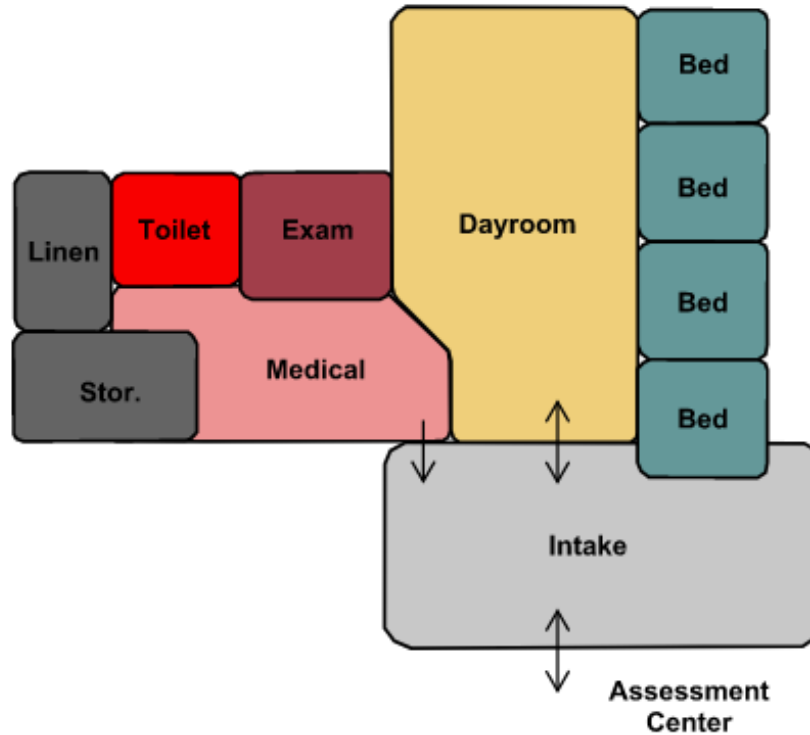 Bed
Bed
Toilet
Exam
Dayroom
Linen
Bed
Medical
Stor.
Bed
Intake
Assessment
Center